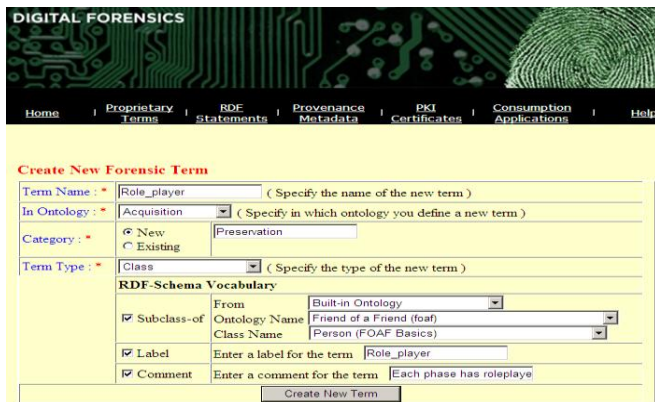 DIGITAL FORENSICS
Home | Proprietary Terms | RDF Statements | Provenance Metadata | PKI Certificates | Consumption Applications | Help
Create New Forensic Term
Term Name : * Role_player ( Specify the name of the new term )
In Ontology : * Acquisition ( Specify in which ontology you define a new term )
Category : * New Preservation
Existing
Term Type : * Class ( Specify the type of the new term )
RDF-Schema Vocabulary
From Built-in Ontology
Subclass-of Ontology Name Friend of a Friend (foaf)
Class Name Person (FOAF Basics)
Label Enter a label for the term Role_player
Comment Enter a comment for the term Each phase has roleplaye
Create New Term